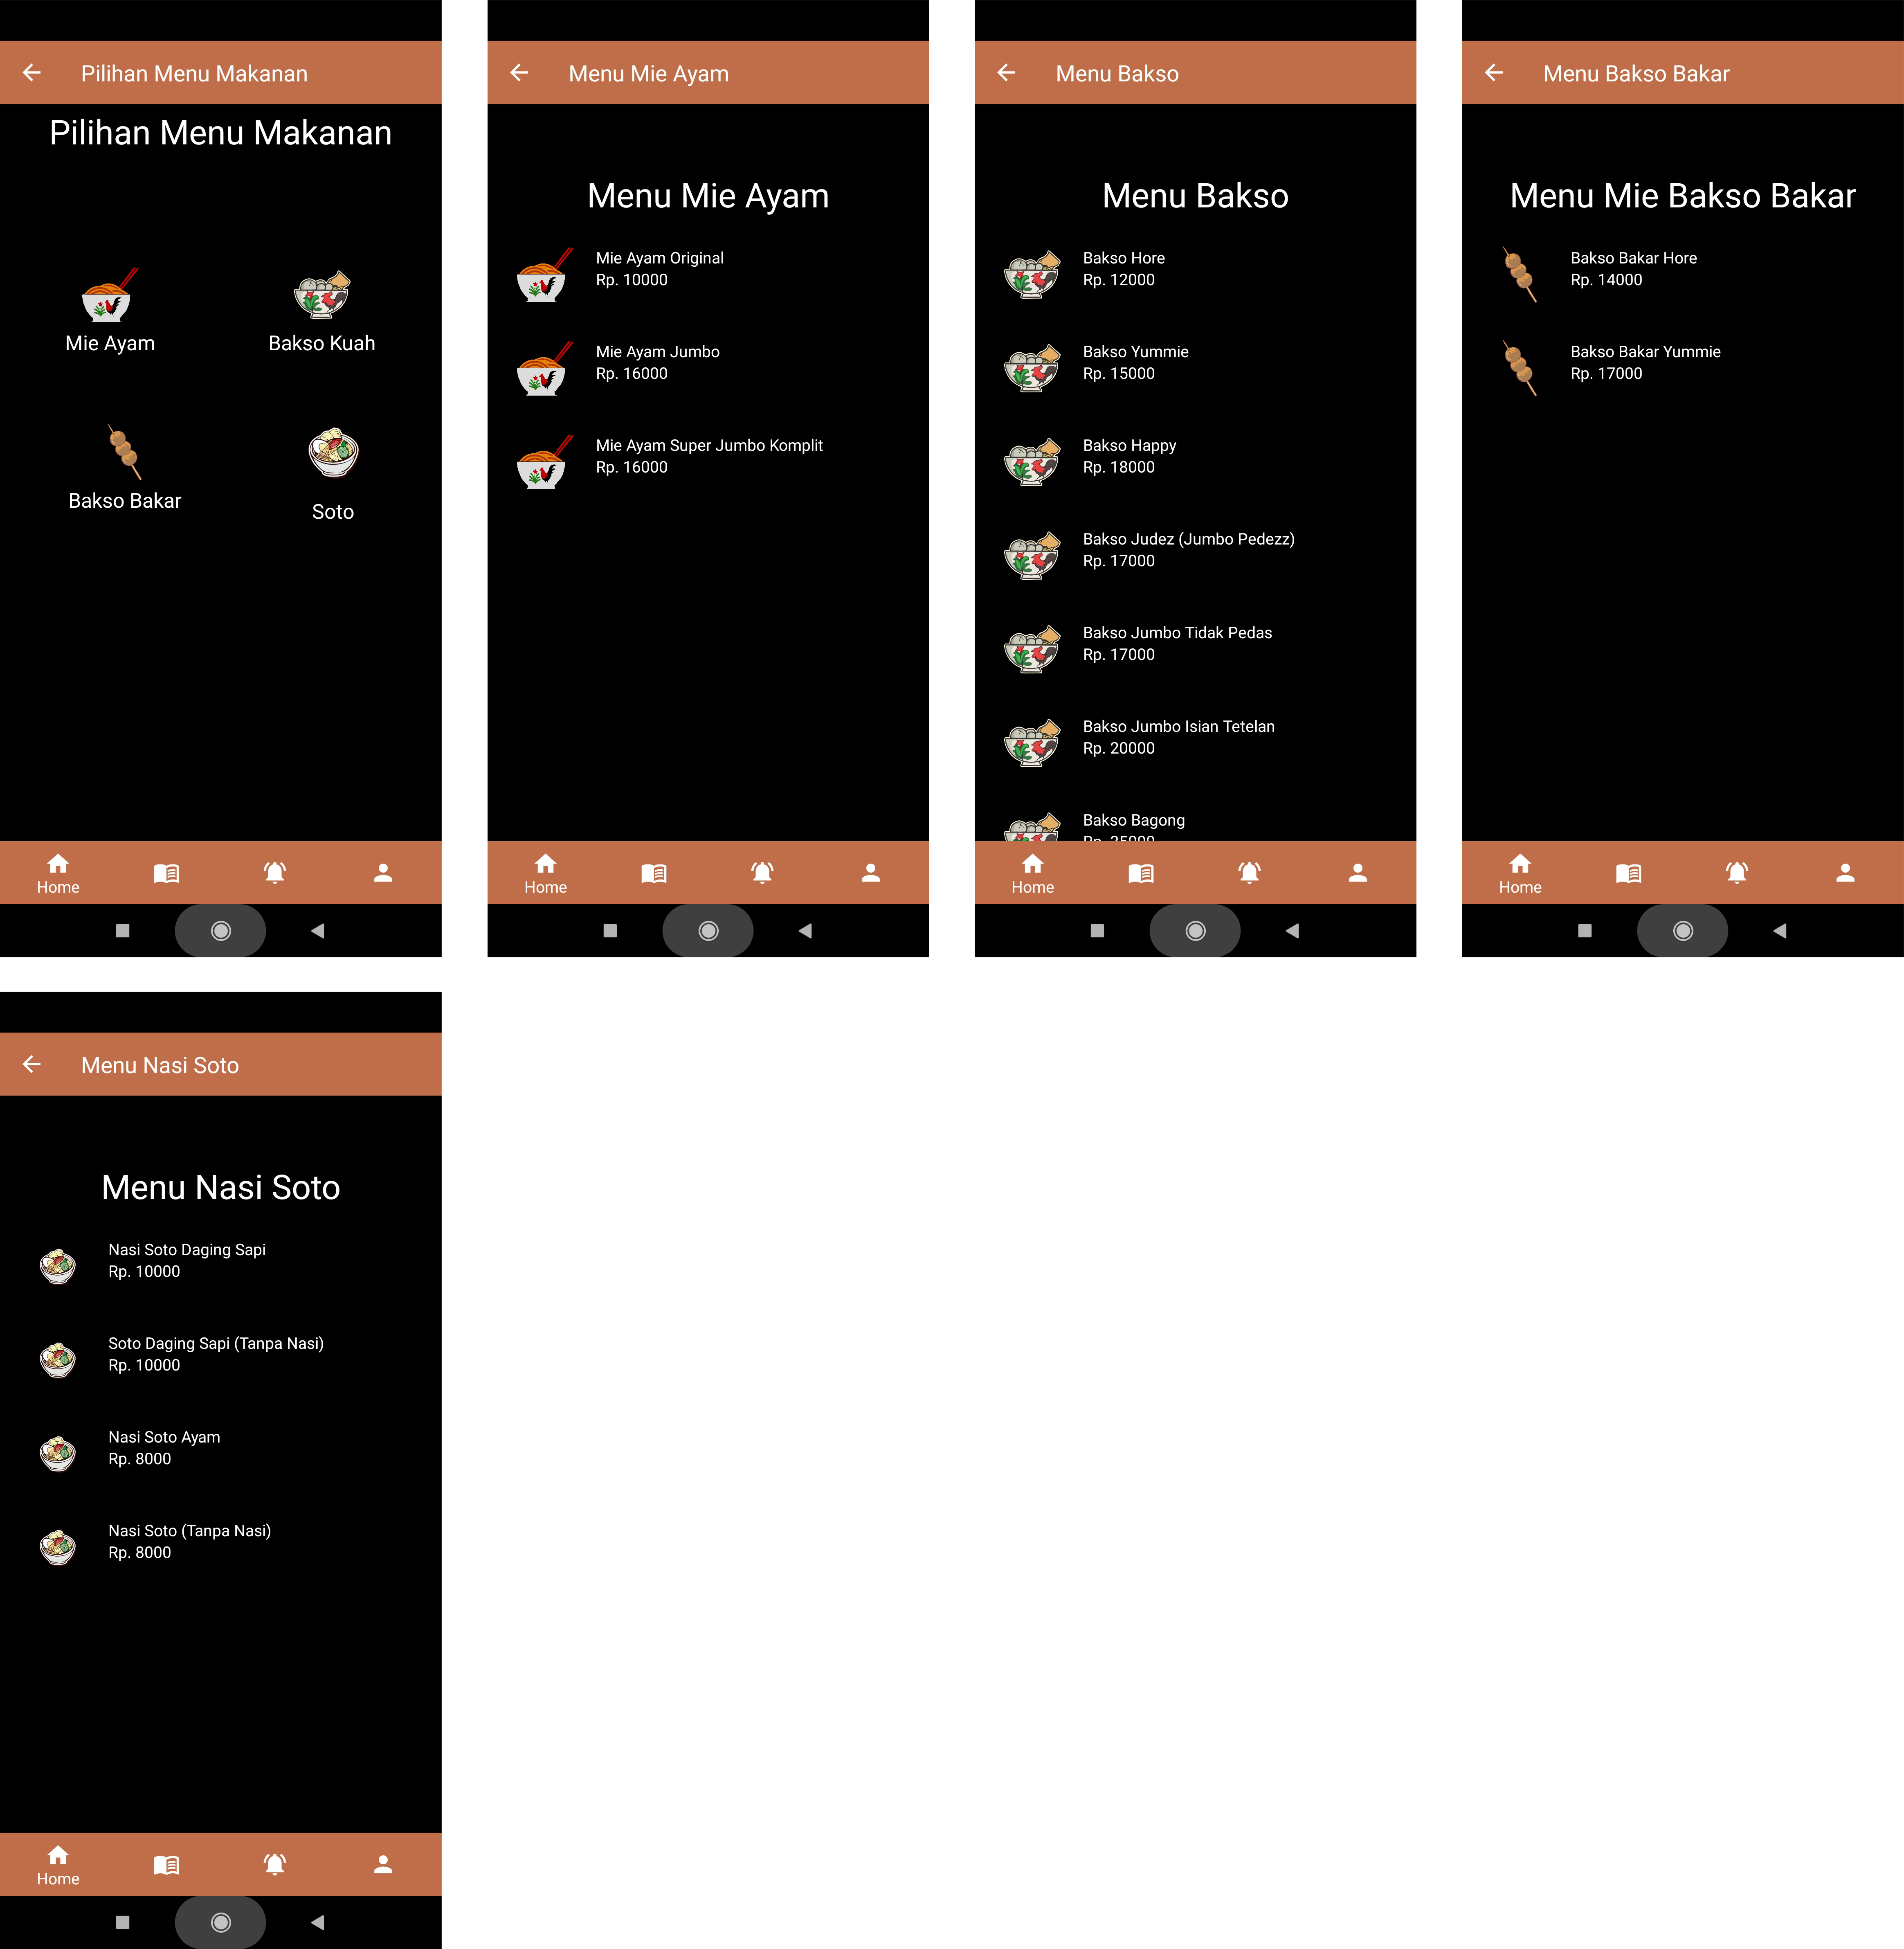 Pilihan Menu Makanan
Pilihan Menu Makanan
Mie Ayam
Bakso Kuah
Bakso Bakar
Soto
Home
Menu Mie Ayam
Menu Mie Ayam
Mie Ayam Original
Rp. 10000
Mie Ayam Jumbo
Rp. 16000
Mie Ayam Super Jumbo Komplit
Rp. 16000
Home
Menu Bakso
Menu Bakso
Bakso Hore
Rp. 12000
Bakso Yummie
Rp. 15000
Bakso Happy
Rp. 18000
Bakso Judez (Jumbo Pedezz)
Rp. 17000
Bakso Jumbo Tidak Pedas
Rp. 17000
Bakso Jumbo Isian Tetelan
Rp. 20000
Bakso Bagong
Home
Menu Bakso Bakar
Menu Mie Bakso Bakar
Bakso Bakar Hore
Rp. 14000
Bakso Bakar Yummie
Rp. 17000
Home
Menu Nasi Soto
Menu Nasi Soto
Nasi Soto Daging Sapi
Rp. 10000
Soto Daging Sapi (Tanpa Nasi)
Rp. 10000
Nasi Soto Ayam
Rp. 8000
Nasi Soto (Tanpa Nasi)
Rp. 8000
Home